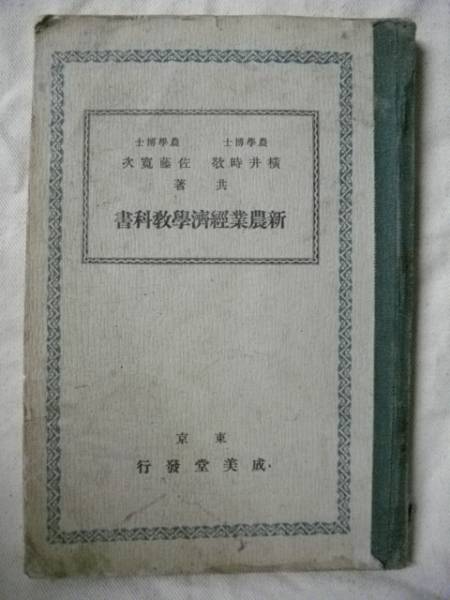 農學博士 農學博士
横井時敬 佐藤寛次
共著
新農業經濟學敎科書
東京
成美堂發行